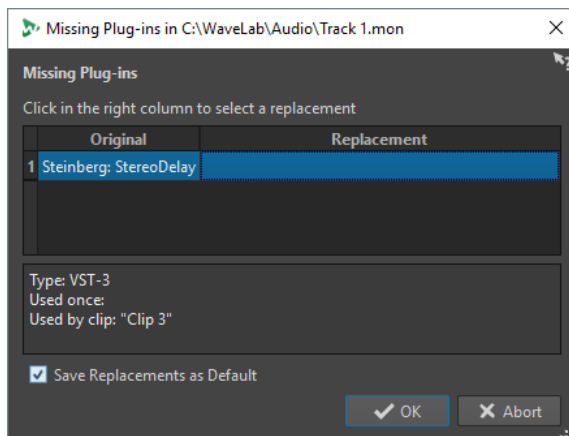 Missing Plug-ins in C:\WaveLab\Audio\Track 1.mon
Missing Plug-ins
Click in the right column to select a replacement
Original Replacement
1 Steinberg: StereoDelay
Type: VST-3
Used once:
Used by clip: "Clip 3"
Save Replacements as Default
OK Abort